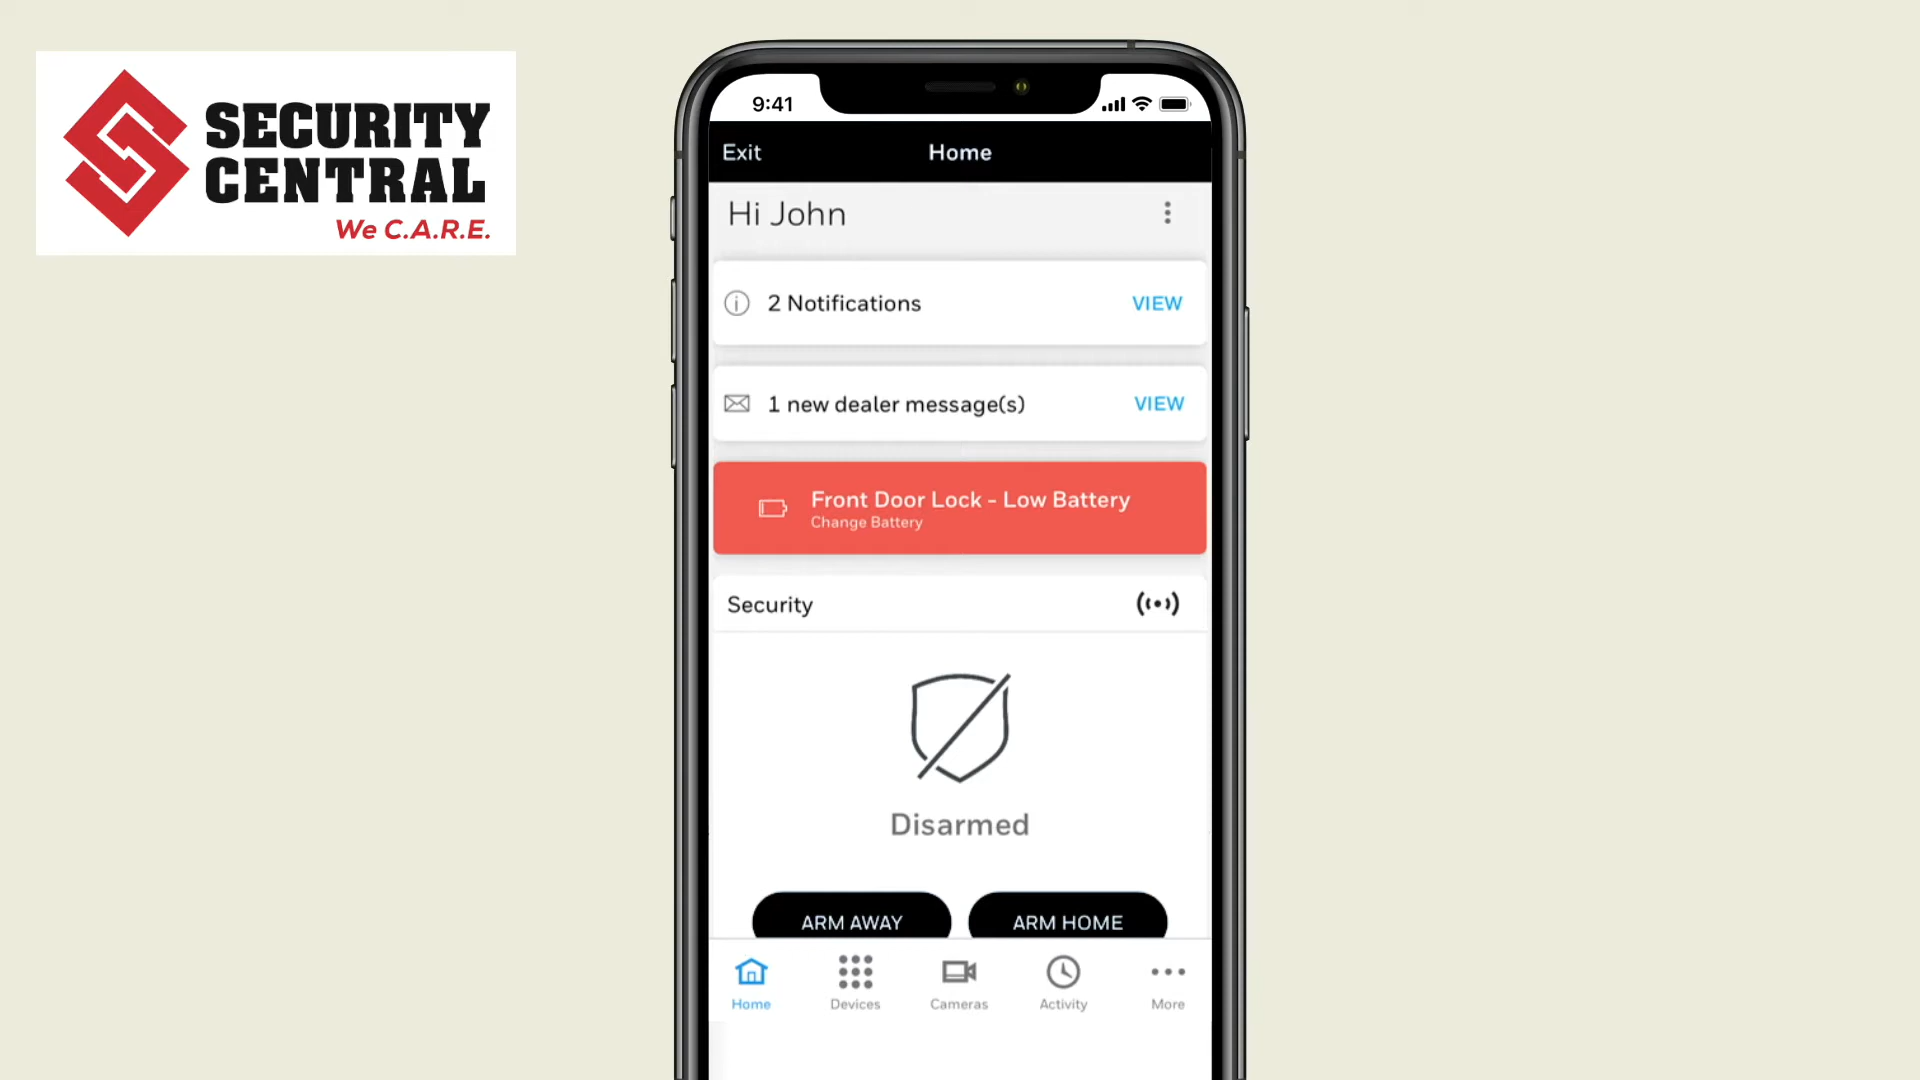 SECURITY
CENTRAL
We C.A.R.E.
9:41
Exit
Home
Hi John
2 Notifications
VIEW
1 new dealer message(s)
VIEW
Front Door Lock - Low Battery
Change Battery
Security
Disarmed
ARM AWAY
ARM HOME
Home
Devices
Cameras
Activity
More